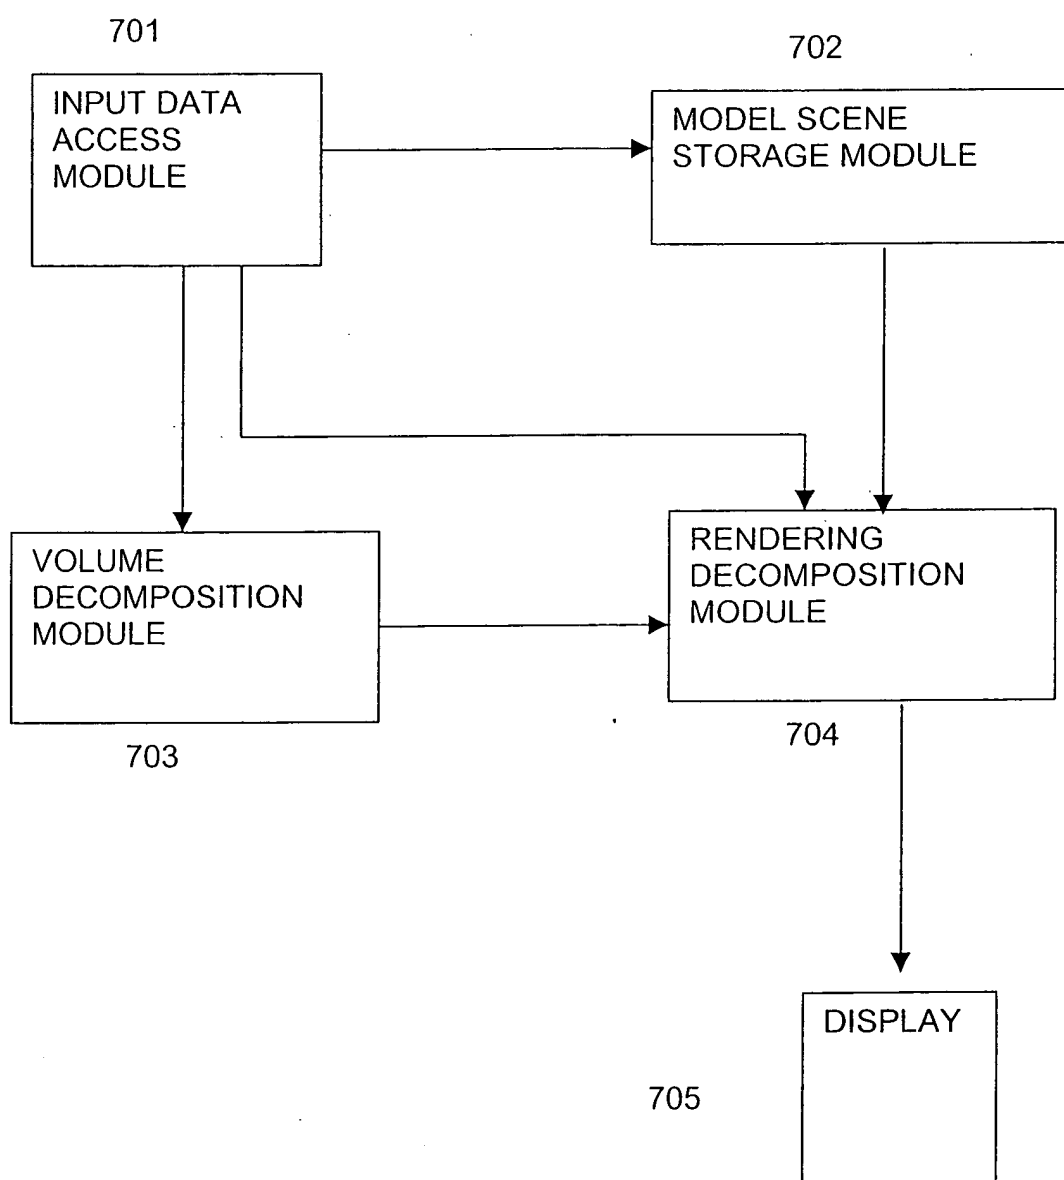 701
702
INPUT DATA
ACCESS
MODULE
MODEL SCENE
STORAGE MODULE
VOLUME
DECOMPOSITION
MODULE
RENDERING
DECOMPOSITION
MODULE
703
704
DISPLAY
705